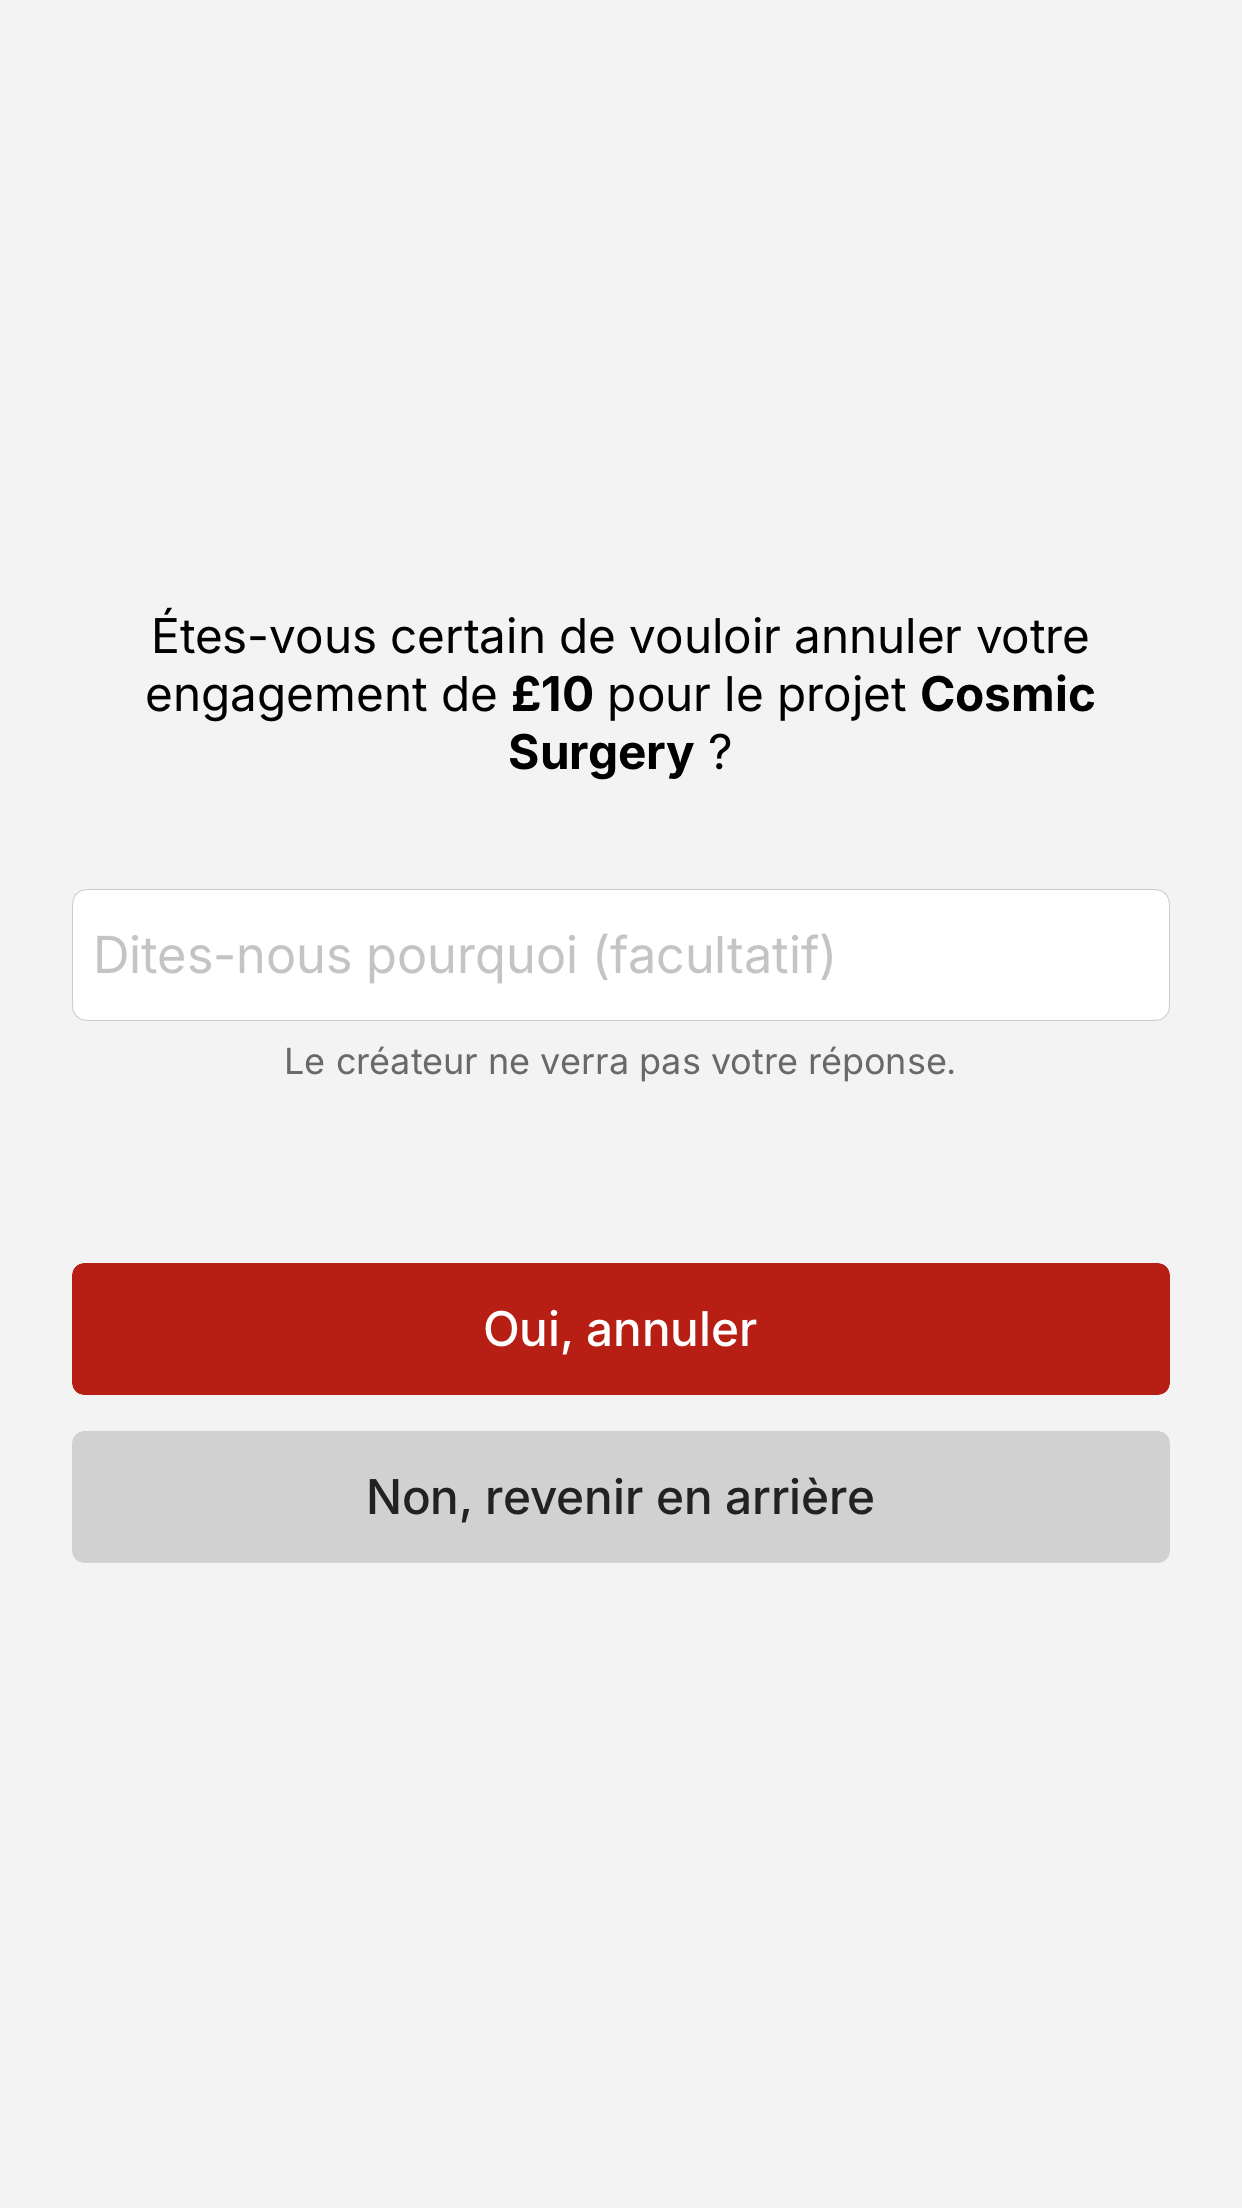 Étes-vous certain de vouloir annuler votre
engagement de £10 pour le projet Cosmic
Surgery ?
Dites-nous pourquoi (facultatif)
Le créateur ne verra pas votre réponse.
Oui, annuler
Non, revenir en arrière